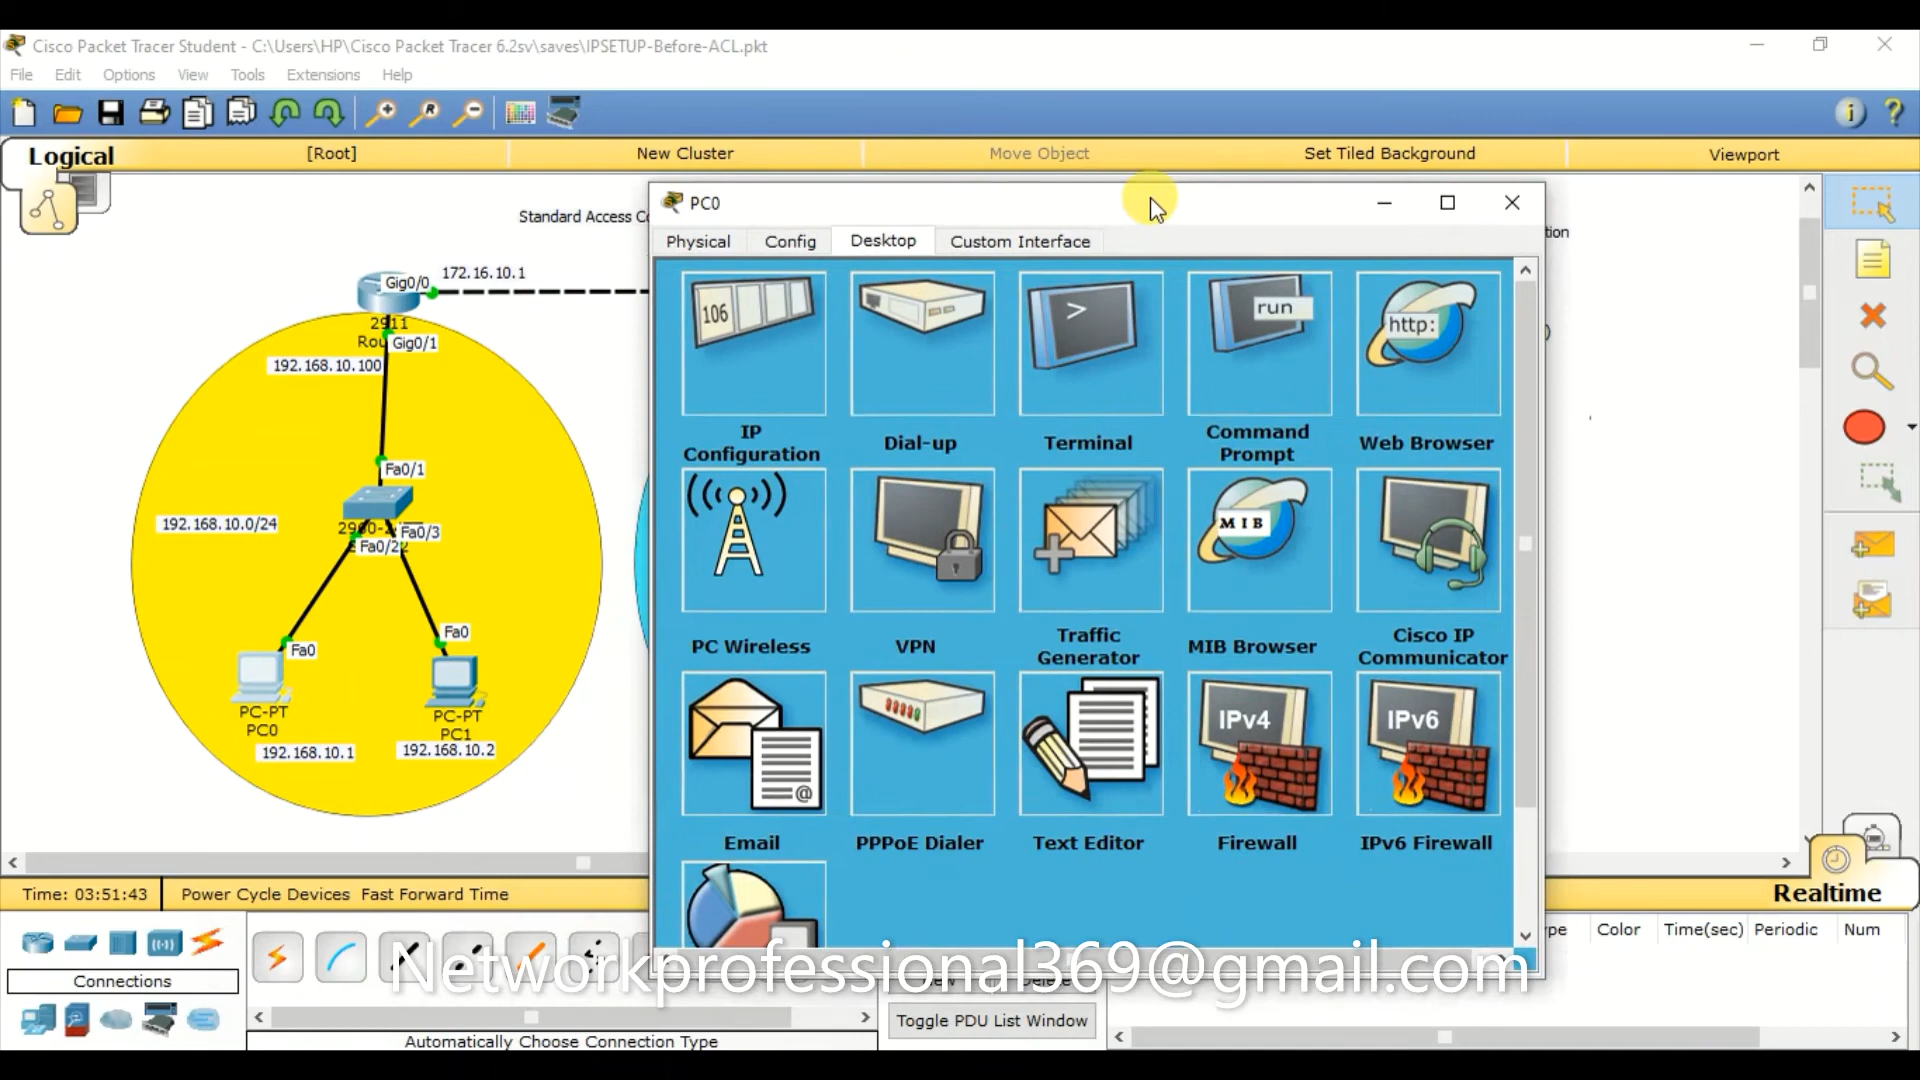 Cisco Packet Tracer Student - C:\Users\HP\Cisco Packet Tracer 6.2sv\saves\IPSETUP-Before-ACL.pkt
File Edit Options View Tools Extensions Help
Logical [Root] New Cluster Move Object Set Tiled Background Viewport
Standard Access Co
tion
172.16.10.1
Gig0/0
2911
Rou
Gig0/1
192.168.10.100
Fa0/1
192.168.10.0/24
Fa0/3
Fa0/2
Fa0
Fa0
PC-PT
PC0
192.168.10.1
PC-PT
PC1
192.168.10.2
PC0
Physical Config Desktop Custom Interface
106
run
http:
IP Configuration
Dial-up
Terminal
Command Prompt
Web Browser
MIB
PC Wireless
VPN
Traffic Generator
MIB Browser
Cisco IP Communicator
IPv4
IPv6
Email
PPPoE Dialer
Text Editor
Firewall
IPv6 Firewall
Time: 03:51:43 Power Cycle Devices Fast Forward Time
Realtime
Color Time(sec) Periodic Num
Connections
Networkprofessional369@gmail.com
Toggle PDU List Window
Automatically Choose Connection Type